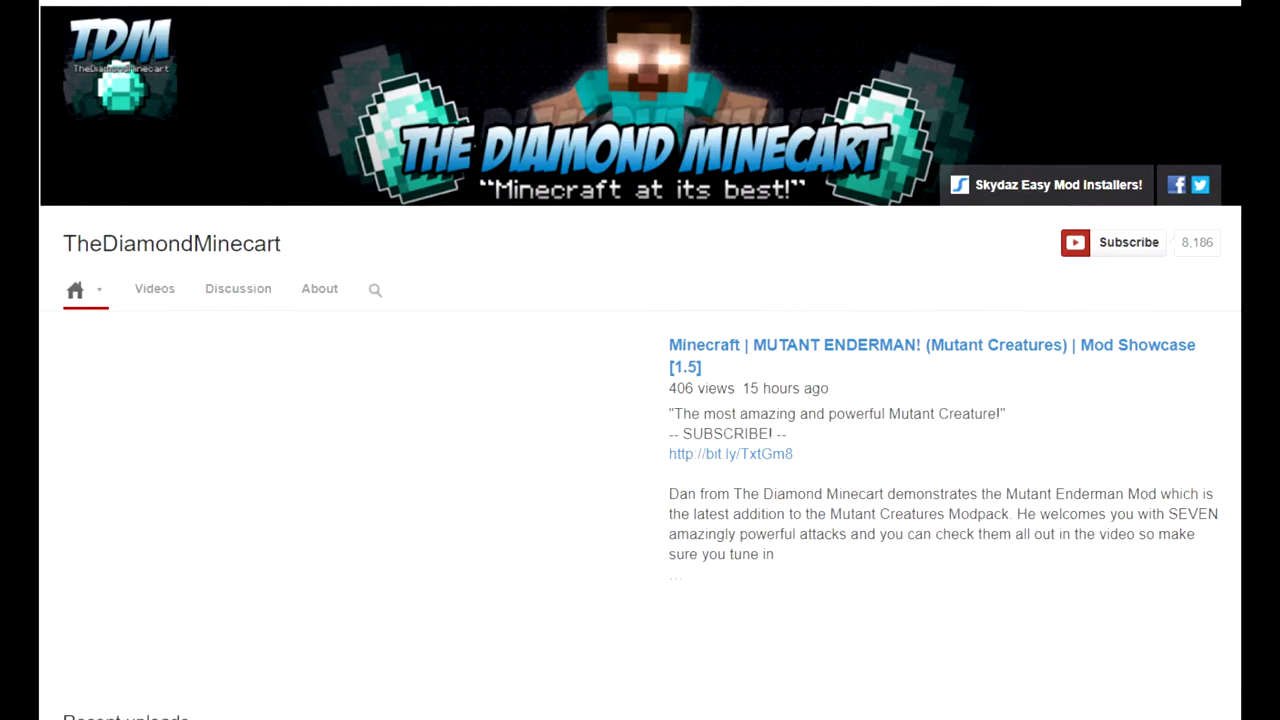 TDM
TheDiamondMinecart
THE DIAMOND MINECART
"Minecraft at its best!"
Skydaz Easy Mod Installers!
TheDiamondMinecart
Subscribe 8,186
Videos Discussion About
Minecraft | MUTANT ENDERMAN! (Mutant Creatures) | Mod Showcase
[1.5]
406 views 15 hours ago
"The most amazing and powerful Mutant Creature!"
-- SUBSCRIBE! --
http://bit.ly/TxtGm8
Dan from The Diamond Minecart demonstrates the Mutant Enderman Mod which is
the latest addition to the Mutant Creatures Modpack. He welcomes you with SEVEN
amazingly powerful attacks and you can check them all out in the video so make
sure you tune in
...
Recent uploads